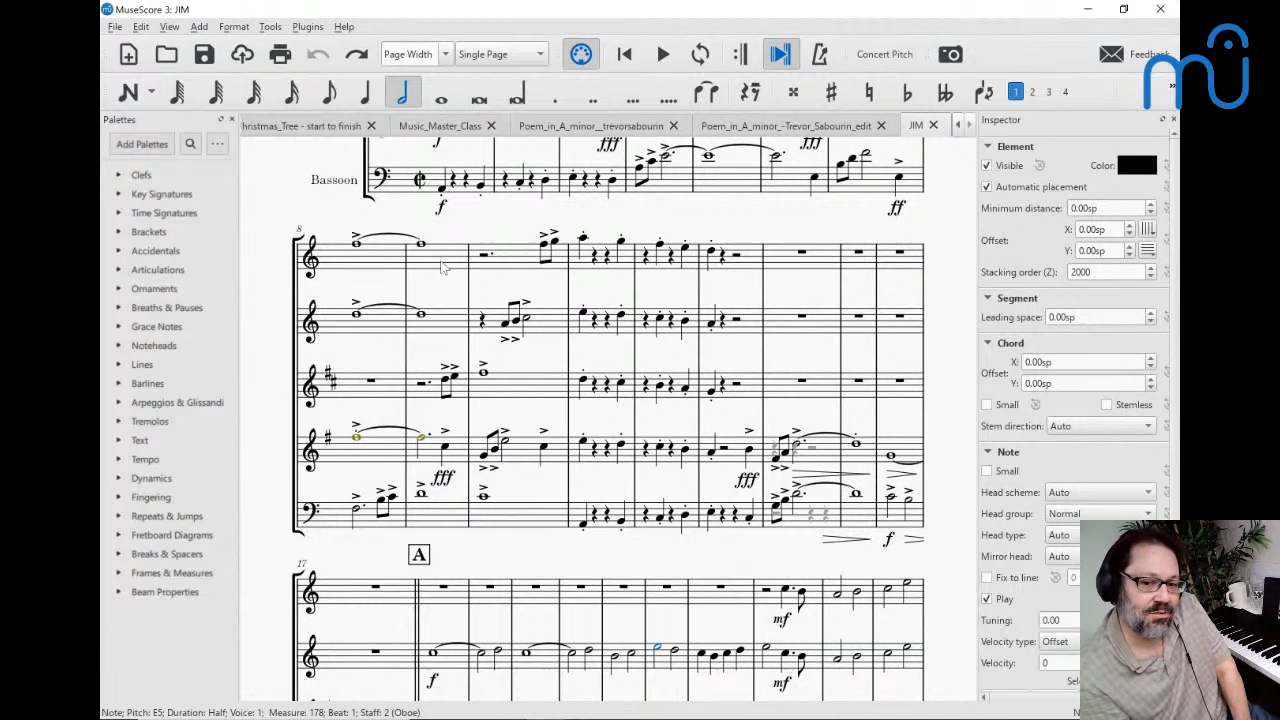 MuseScore 3: JIM
File Edit View Add Format Tools Plugins Help
Page Width Single Page Concert Pitch Feedback
1 2 3 4 »
Palettes
hristmas_Tree - start to finish Music_Master_Class Poem_in_A_minor__trevorsabourin Poem_in_A_minor_-Trevor_Sabourin_edit JIM
Inspector
Add Palettes ...
Clefs
Key Signatures
Time Signatures
Brackets
Accidentals
Articulations
Ornaments
Breaths & Pauses
Grace Notes
Noteheads
Lines
Barlines
Arpeggios & Glissandi
Tremolos
Text
Tempo
Dynamics
Fingering
Repeats & Jumps
Fretboard Diagrams
Breaks & Spacers
Frames & Measures
Beam Properties
f fff fff
Bassoon
f ff
8
fff fff
f
A
17
mf
f mf
Element
Visible Color:
Automatic placement
Minimum distance: 0.00sp
Offset: X: 0.00sp
Y: 0.00sp
Stacking order (Z): 2000
Segment
Leading space: 0.00sp
Chord
Offset: X: 0.00sp
Y: 0.00sp
Small Stemless
Stem direction: Auto
Note
Small
Head scheme: Auto
Head group: Normal
Head type: Auto
Mirror head: Auto
Fix to line: 0
Play
Tuning: 0.00
Velocity type: Offset
Velocity: 0
Note; Pitch: E5; Duration: Half; Voice: 1; Measure: 178; Beat: 1; Staff: 2 (Oboe)